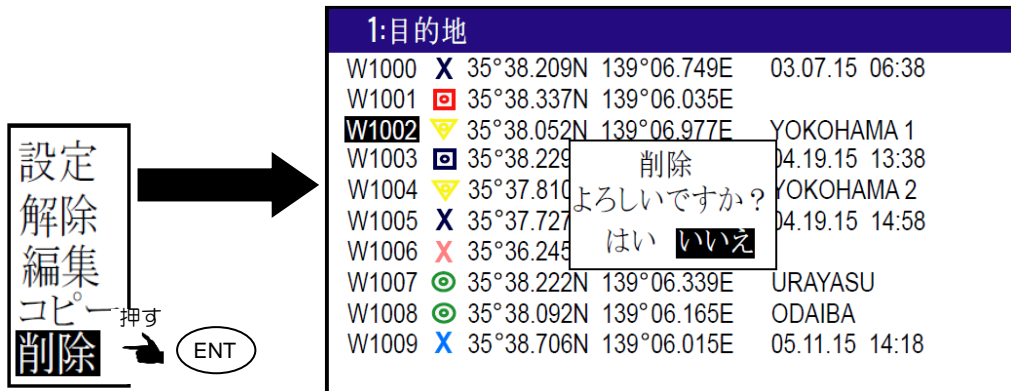 設定
解除
編集
コピー
削除
押す
ENT
1:目的地
W1000 X 35°38.209N 139°06.749E 03.07.15 06:38
W1001 35°38.337N 139°06.035E
W1002 35°38.052N 139°06.977E YOKOHAMA 1
W1003 35°38.229 04.19.15 13:38
W1004 35°37.810 YOKOHAMA 2
W1005 X 35°37.727 04.19.15 14:58
W1006 X 35°36.245
W1007 35°38.222N 139°06.339E URAYASU
W1008 35°38.092N 139°06.165E ODAIBA
W1009 X 35°38.706N 139°06.015E 05.11.15 14:18
削除
よろしいですか?
はい いいえ